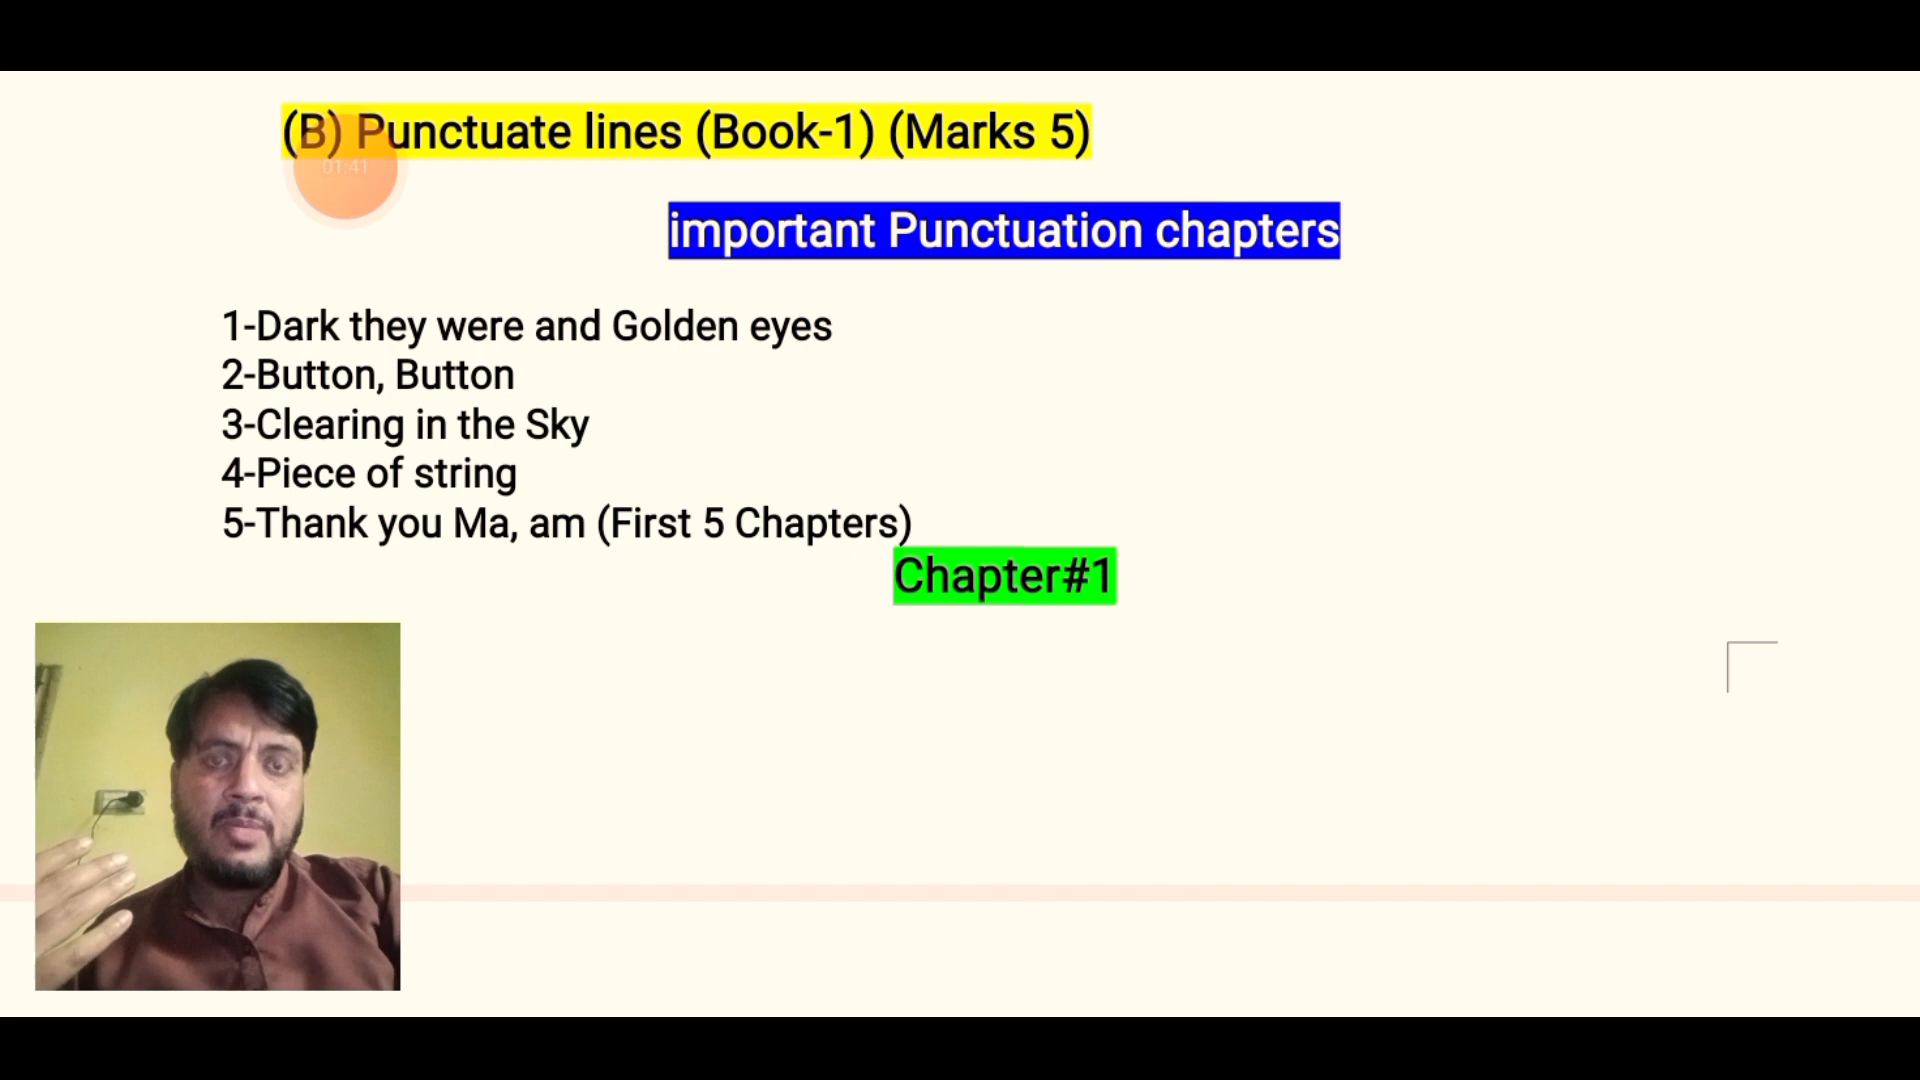 (B) Punctuate lines (Book-1) (Marks 5)
01:41
important Punctuation chapters
1-Dark they were and Golden eyes
2-Button, Button
3-Clearing in the Sky
4-Piece of string
5-Thank you Ma, am (First 5 Chapters)
Chapter#1